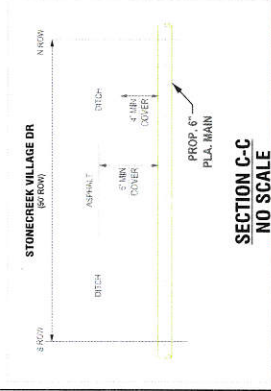 STONECREEK VILLAGE DR
(60' ROW)
S ROW
N ROW
DITCH
ASPHALT
DITCH
5' MIN
COVER
4' MIN
COVER
PROP. 6"
PLA. MAIN
SECTION C-C
NO SCALE